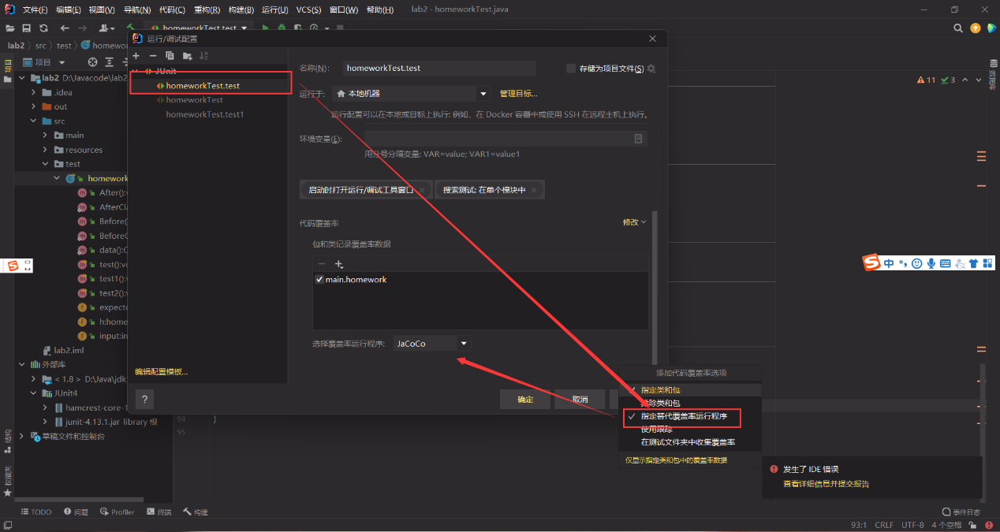 文件(F) 编辑(E) 视图(V) 导航(N) 代码(C) 重构(R) 构建(B) 运行(U) VCS(S) 窗口(W) 帮助(H) lab2 - homeworkTest.java
homeworkTest.test
lab2 src test homeworkTest
运行/调试配置
项目
项目
数据库
JUnit
homeworkTest.test
homeworkTest
homeworkTest.test1
编辑配置模板...
名称(N): homeworkTest.test
存储为项目文件(S)
运行于: 本地机器 管理目标...
运行配置可以在本地或目标上执行: 例如，在 Docker 容器中或使用 SSH 在远程主机上执行。
环境变量(E):
用分号分隔变量: VAR=value; VAR1=value1
启动时打开运行/调试工具窗口 × 搜索测试: 在单个模块中 ×
代码覆盖率 修改
包和类记录覆盖率数据
main.homework
选择覆盖率运行程序: JaCoCo
? 确定 取消
添加代码覆盖率选项
指定类和包
排除类和包
指定替代覆盖率运行程序
使用跟踪
在测试文件夹中收集覆盖率
仅显示指定类和包中的覆盖率数据
lab2 D:\Javacode\lab2
.idea
out
src
main
resources
test
homework
After():v
AfterCla
Before(
BeforeC
data():C
test():v
test1():v
test2():v
expecte
h:home
input:in
lab2.iml
外部库
< 1.8 > D:\Java\jdk
JUnit4
hamcrest-core-1
junit-4.13.1.jar library 根
草稿文件和控制台
11 3
94 }
95
中
结构
收藏夹
发生了 IDE 错误
查看详细信息并提交报告
TODO 问题 Profiler 终端 构建 事件日志
93:1 CRLF UTF-8 4 个空格